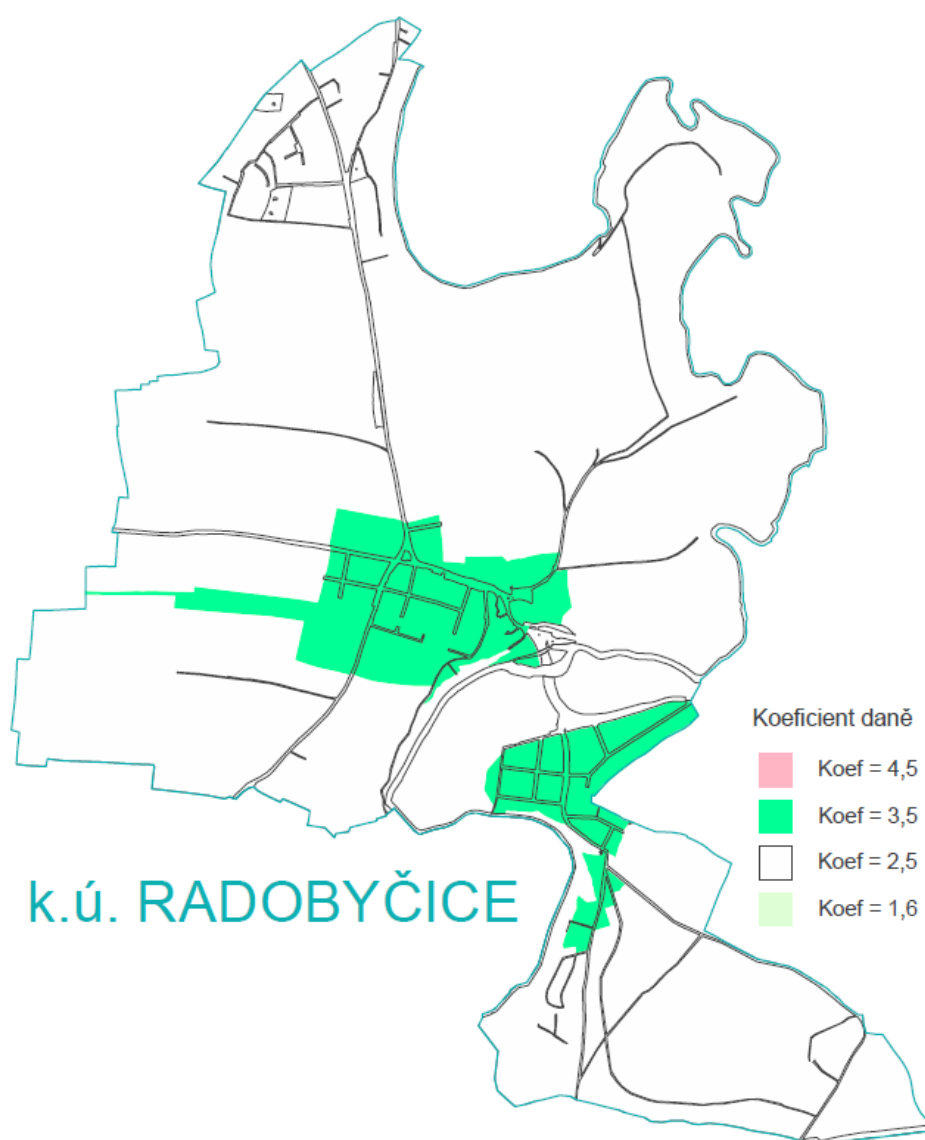 Koeficient daně
Koef = 4,5
Koef = 3,5
Koef = 2,5
Koef = 1,6
k.ú. RADOBYČICE